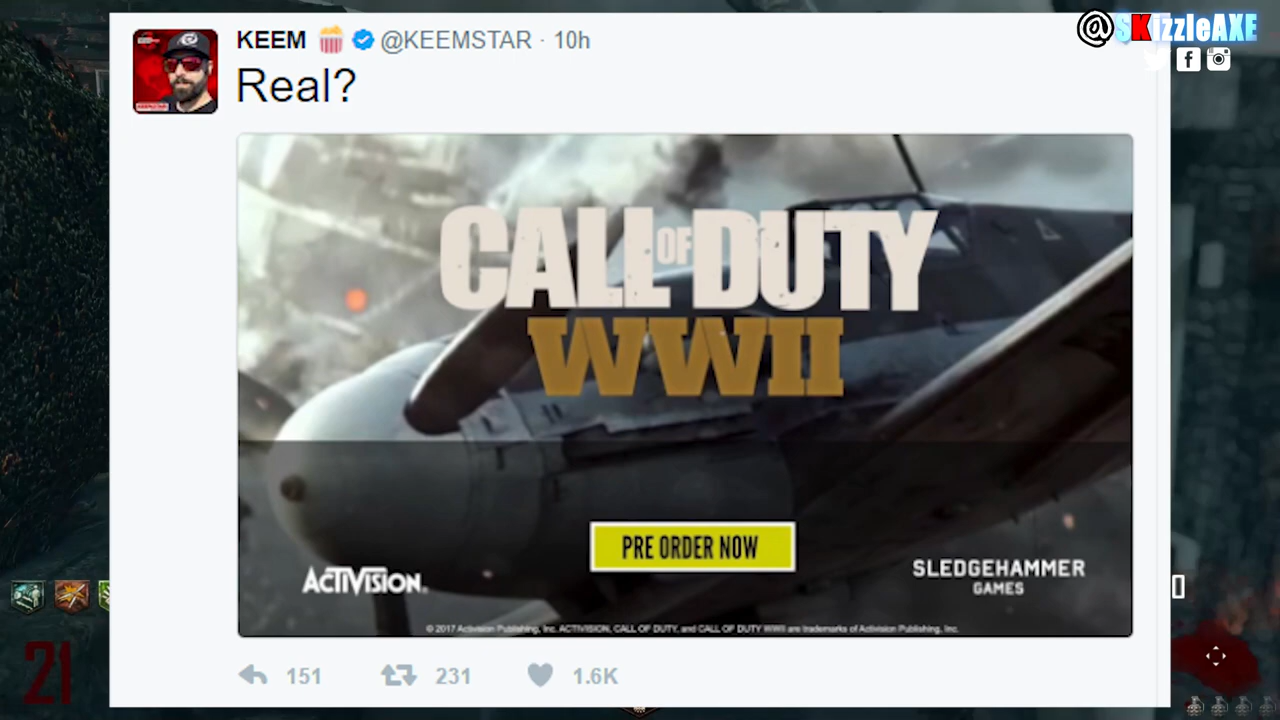 @SKizzleAXE
KEEM @KEEMSTAR · 10h
Real?
CALL OF DUTY
WWII
PRE ORDER NOW
ACTIVISION.
SLEDGEHAMMER
GAMES
© 2017 Activision Publishing, Inc. ACTIVISION, CALL OF DUTY, and CALL OF DUTY WWII are trademarks of Activision Publishing, Inc.
151 231 1.6K
21
0